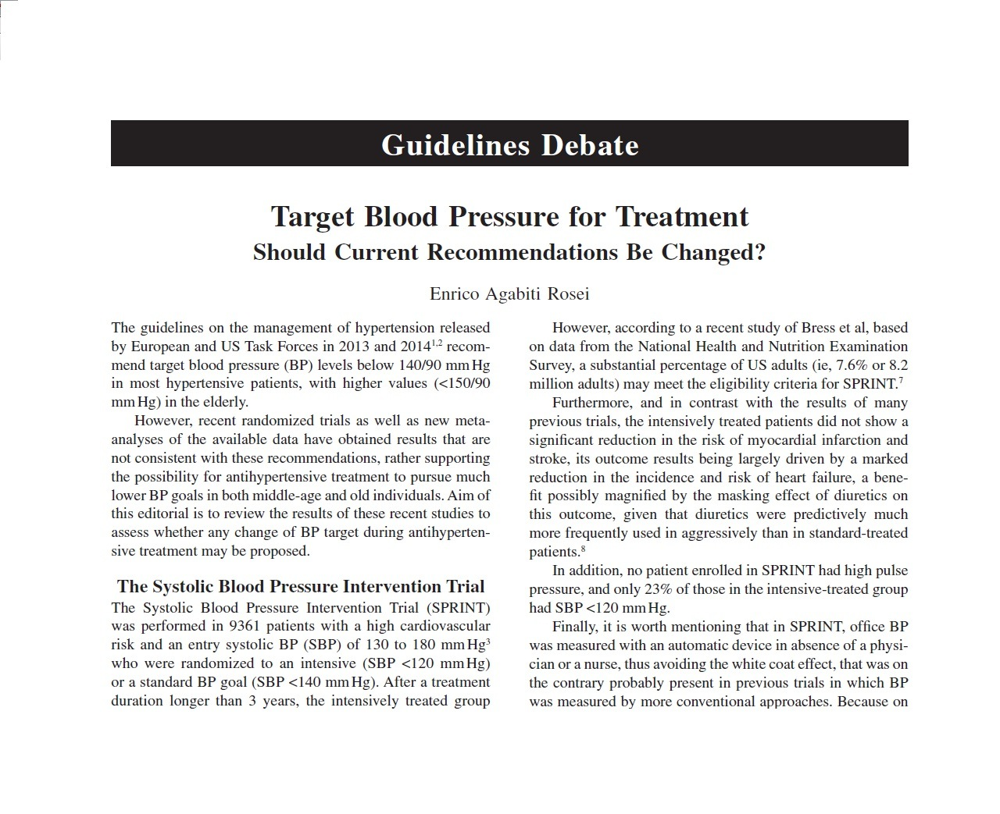 Guidelines Debate
Target Blood Pressure for Treatment
Should Current Recommendations Be Changed?
Enrico Agabiti Rosei
The guidelines on the management of hypertension released
by European and US Task Forces in 2013 and 2014¹,² recom-
mend target blood pressure (BP) levels below 140/90 mm Hg
in most hypertensive patients, with higher values (<150/90
mm Hg) in the elderly.
However, recent randomized trials as well as new meta-
analyses of the available data have obtained results that are
not consistent with these recommendations, rather supporting
the possibility for antihypertensive treatment to pursue much
lower BP goals in both middle-age and old individuals. Aim of
this editorial is to review the results of these recent studies to
assess whether any change of BP target during antihyperten-
sive treatment may be proposed.
The Systolic Blood Pressure Intervention Trial
The Systolic Blood Pressure Intervention Trial (SPRINT)
was performed in 9361 patients with a high cardiovascular
risk and an entry systolic BP (SBP) of 130 to 180 mm Hg³
who were randomized to an intensive (SBP <120 mm Hg)
or a standard BP goal (SBP <140 mm Hg). After a treatment
duration longer than 3 years, the intensively treated group
However, according to a recent study of Bress et al, based
on data from the National Health and Nutrition Examination
Survey, a substantial percentage of US adults (ie, 7.6% or 8.2
million adults) may meet the eligibility criteria for SPRINT.⁷
Furthermore, and in contrast with the results of many
previous trials, the intensively treated patients did not show a
significant reduction in the risk of myocardial infarction and
stroke, its outcome results being largely driven by a marked
reduction in the incidence and risk of heart failure, a bene-
fit possibly magnified by the masking effect of diuretics on
this outcome, given that diuretics were predictively much
more frequently used in aggressively than in standard-treated
patients.⁸
In addition, no patient enrolled in SPRINT had high pulse
pressure, and only 23% of those in the intensive-treated group
had SBP <120 mm Hg.
Finally, it is worth mentioning that in SPRINT, office BP
was measured with an automatic device in absence of a physi-
cian or a nurse, thus avoiding the white coat effect, that was on
the contrary probably present in previous trials in which BP
was measured by more conventional approaches. Because on